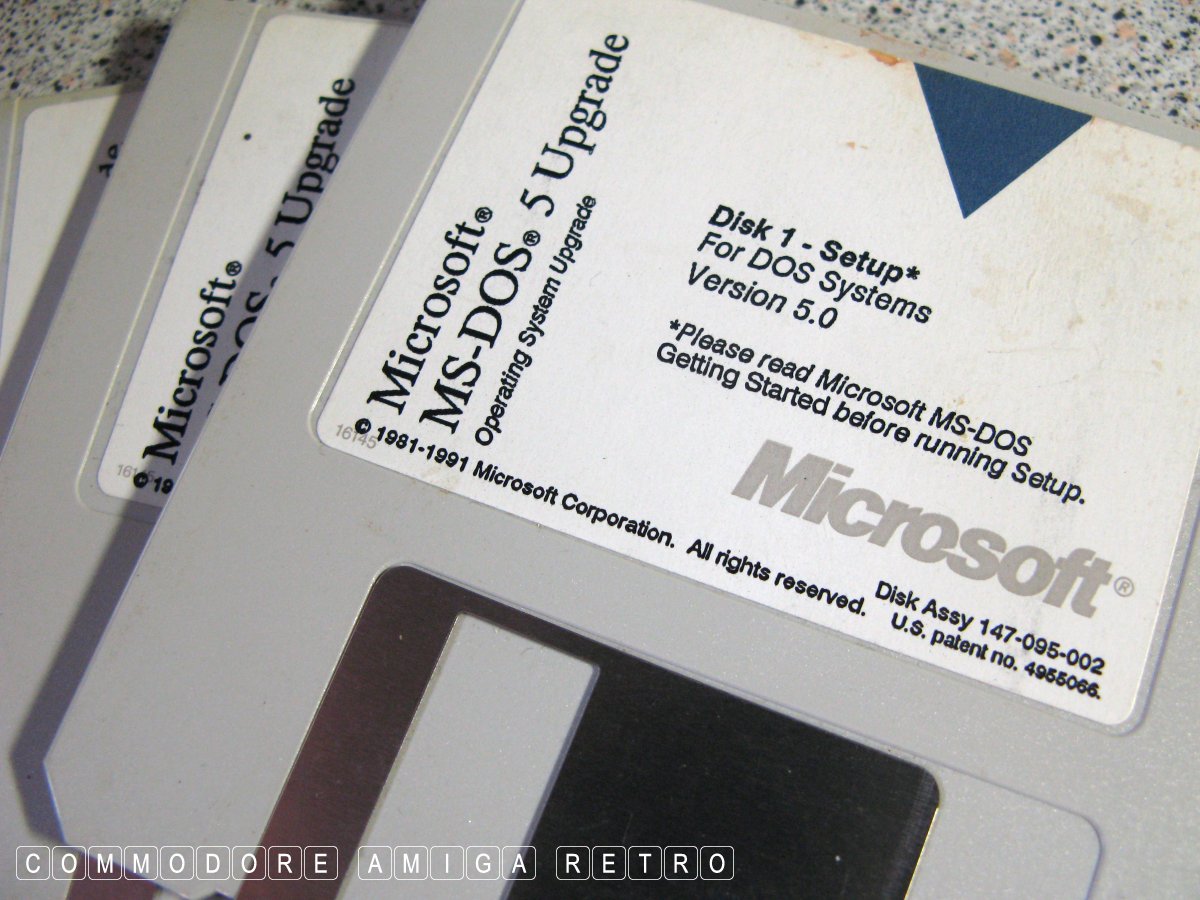 Microsoft®
MS-DOS® 5 Upgrade
Operating System Upgrade
Disk 1 - Setup*
For DOS Systems
Version 5.0
*Please read Microsoft MS-DOS
Getting Started before running Setup.
Microsoft®
16145
© 1981-1991 Microsoft Corporation. All rights reserved.
Disk Assy 147-095-002
U.S. patent no. 4955066.
Microsoft®
5 Upgrade
© 19
COMMODORE AMIGA RETRO